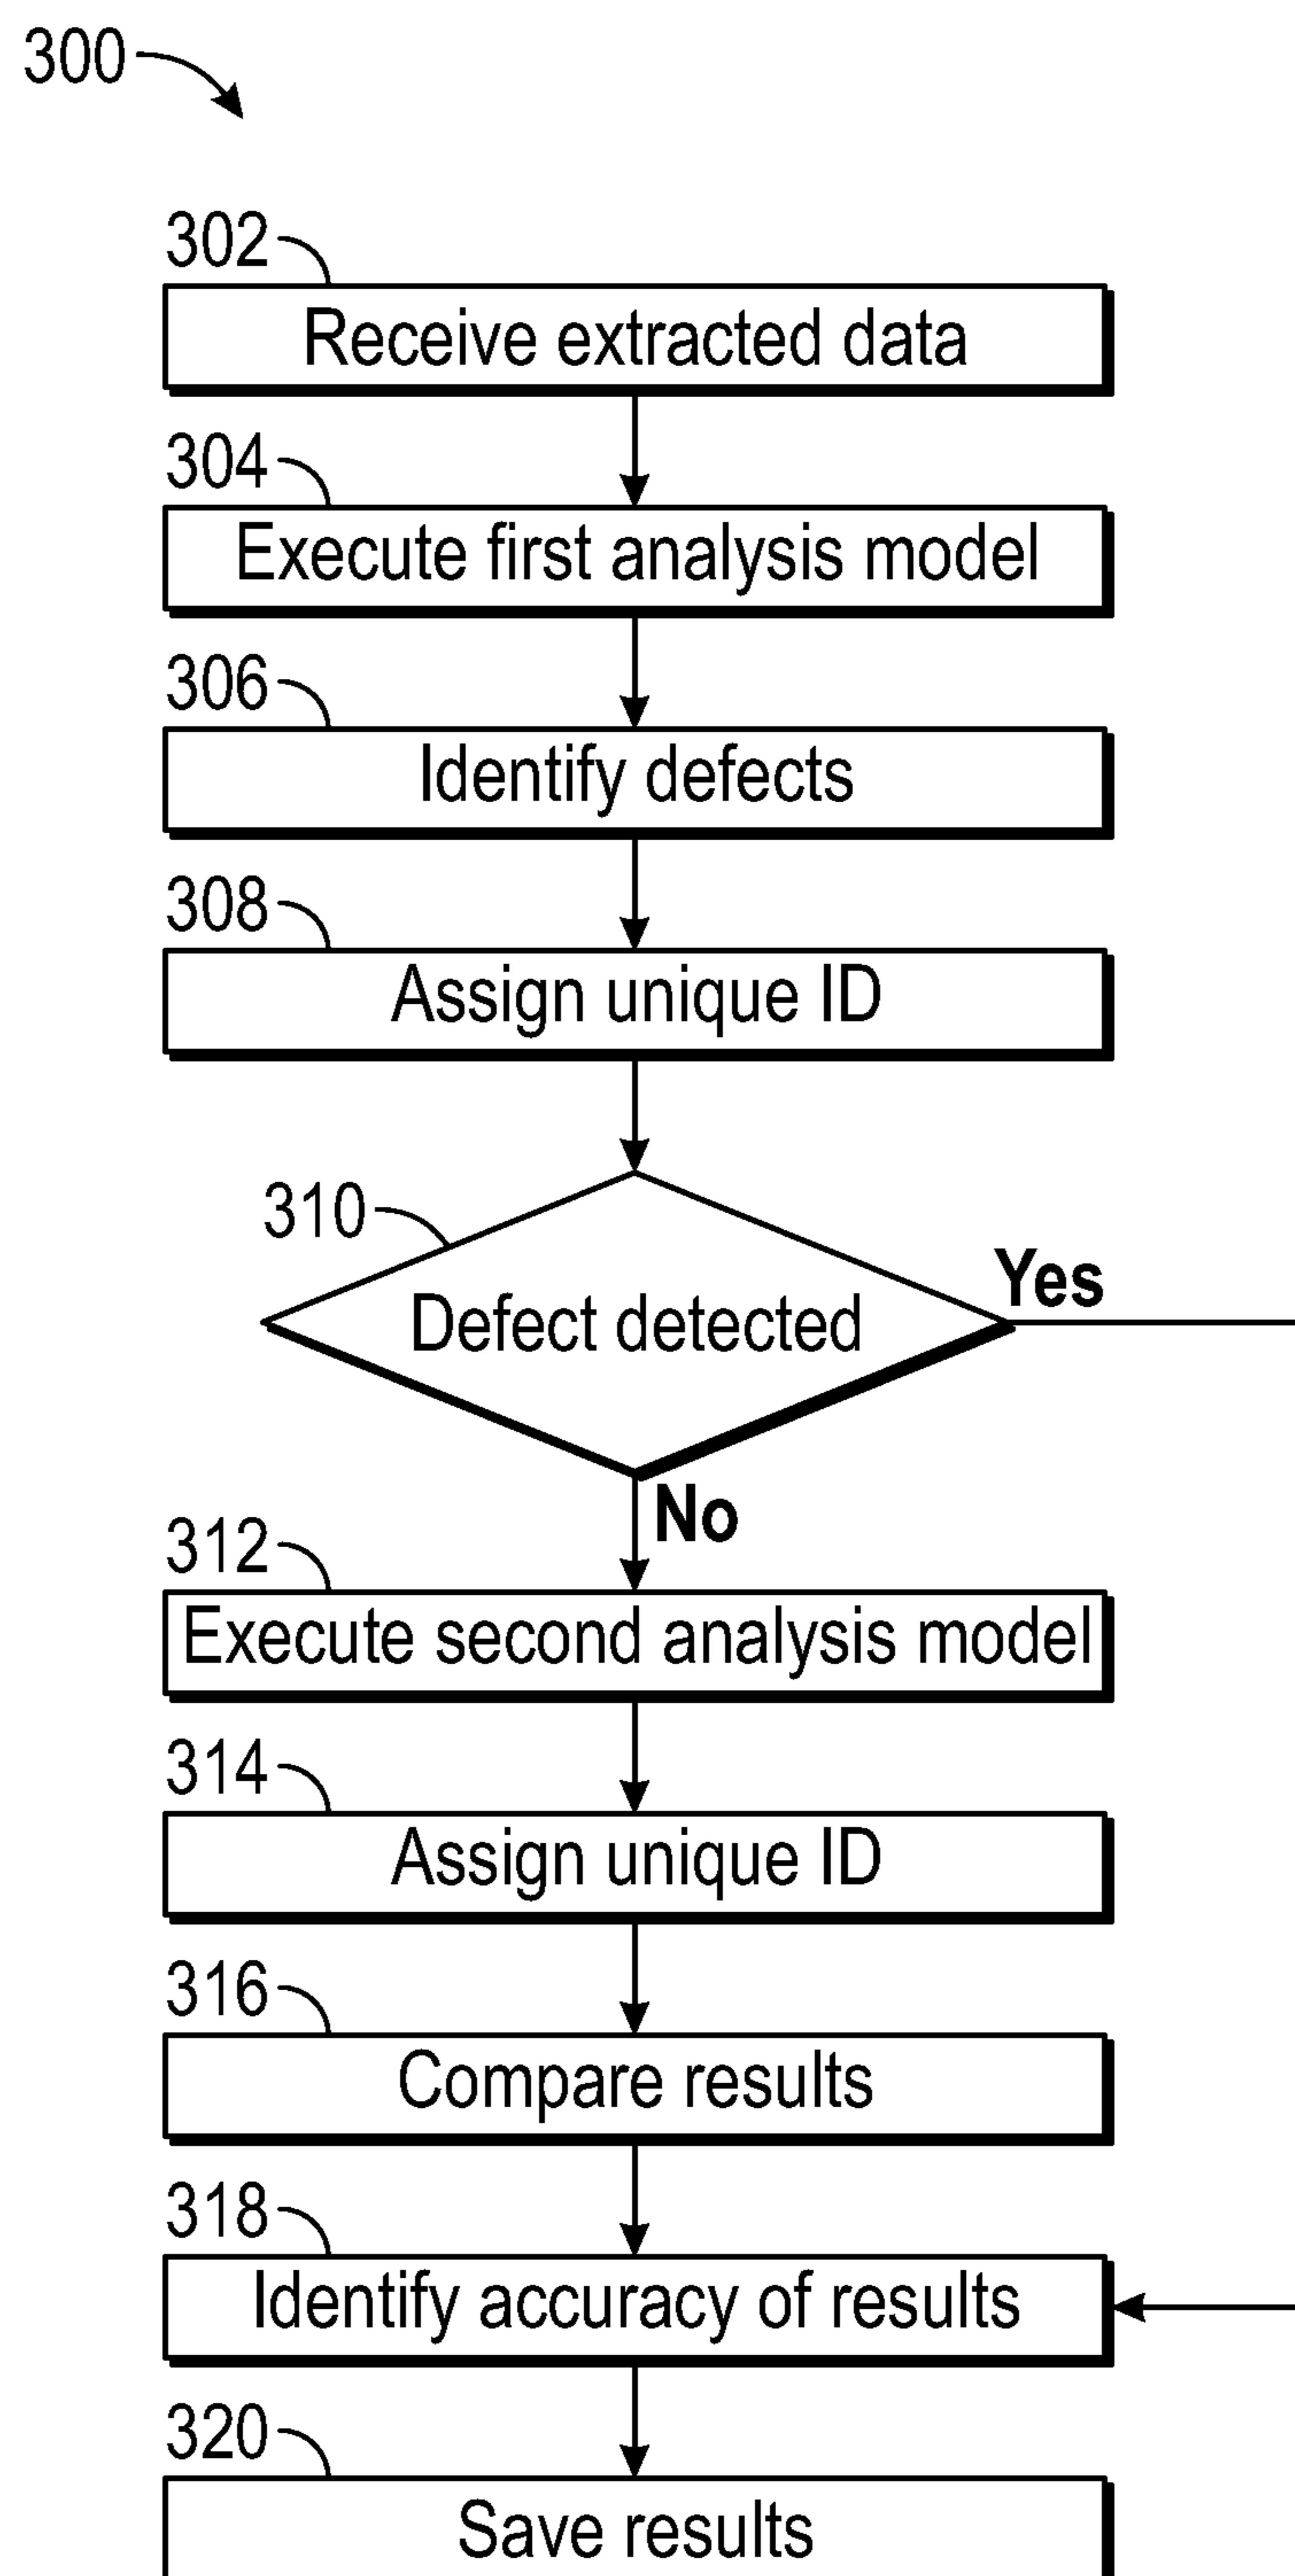 300
302
Receive extracted data
304
Execute first analysis model
306
Identify defects
308
Assign unique ID
310
Defect detected
Yes
No
312
Execute second analysis model
314
Assign unique ID
316
Compare results
318
Identify accuracy of results
320
Save results